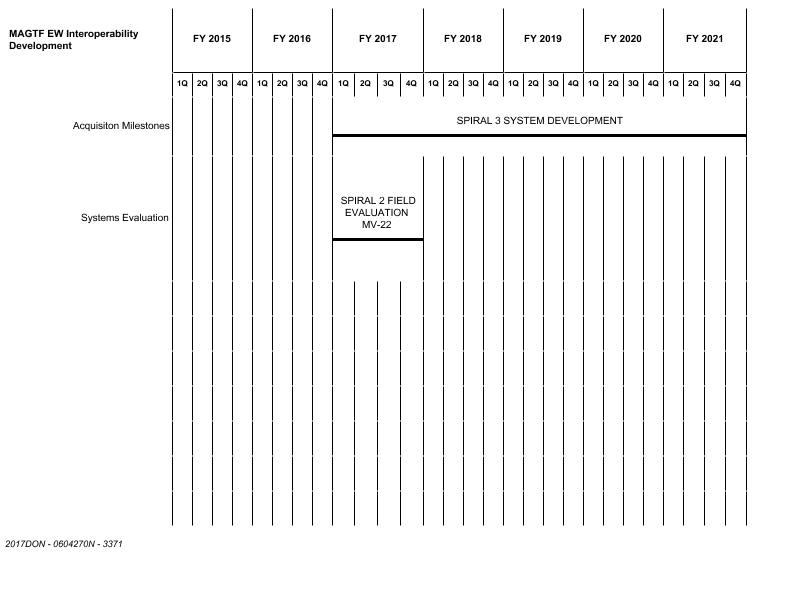 MAGTF EW Interoperability
Development
FY 2015 FY 2016 FY 2017 FY 2018 FY 2019 FY 2020 FY 2021
1Q 2Q 3Q 4Q 1Q 2Q 3Q 4Q 1Q 2Q 3Q 4Q 1Q 2Q 3Q 4Q 1Q 2Q 3Q 4Q 1Q 2Q 3Q 4Q 1Q 2Q 3Q 4Q
Acquisiton Milestones
SPIRAL 3 SYSTEM DEVELOPMENT
Systems Evaluation
SPIRAL 2 FIELD
EVALUATION
MV-22
2017DON - 0604270N - 3371